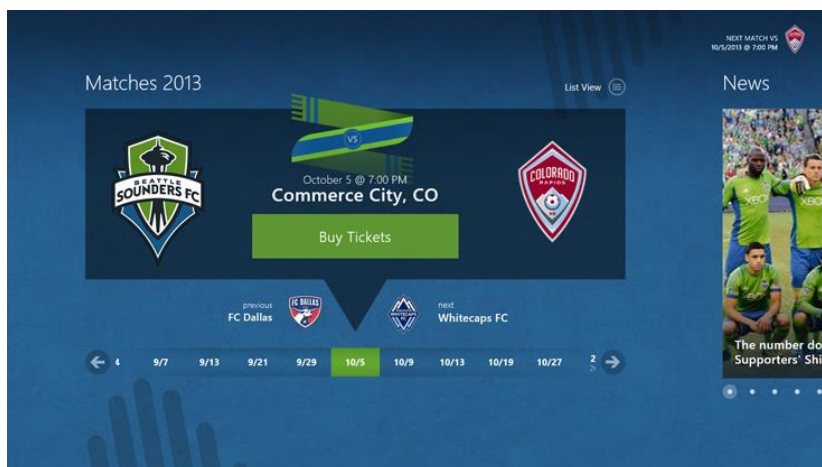 NEXT MATCH VS
10/5/2013 @ 7:00 PM
Matches 2013
List View
News
VS
SEATTLE
SOUNDERS FC
COLORADO
RAPIDS
October 5 @ 7:00 PM
Commerce City, CO
Buy Tickets
previous
FC Dallas
FC DALLAS
WHITECAPS FC
next
Whitecaps FC
4 9/7 9/13 9/21 9/29 10/5 10/9 10/13 10/19 10/27 2
XBOX
The number do
Supporters' Shi